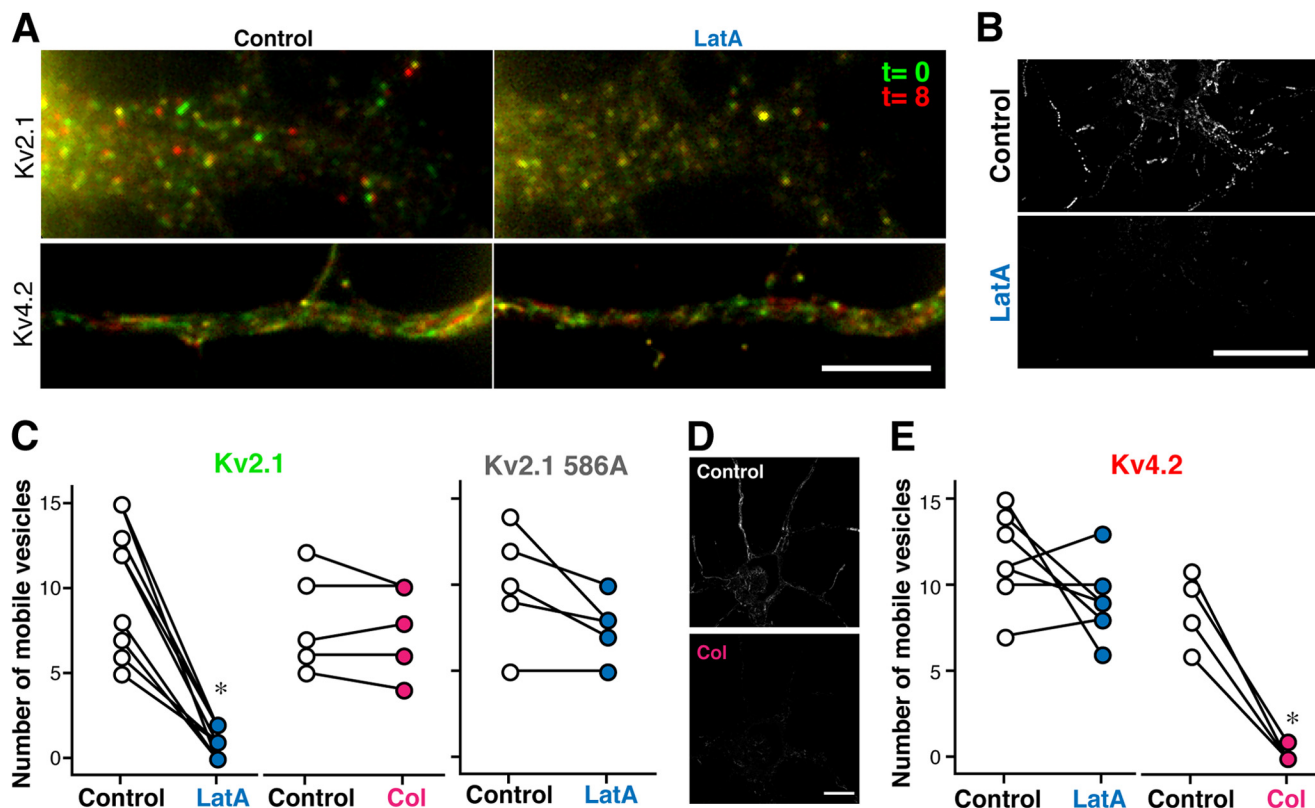 A
Control
LatA
B
t= 0
t= 8
Kv2.1
Kv4.2
Control
LatA
C
Kv2.1
Kv2.1 586A
Number of mobile vesicles
15
10
5
0
Control
LatA
Control
Col
Control
LatA
*
D
Control
Col
E
Kv4.2
Number of mobile vesicles
15
10
5
0
*
Control
LatA
Control
Col